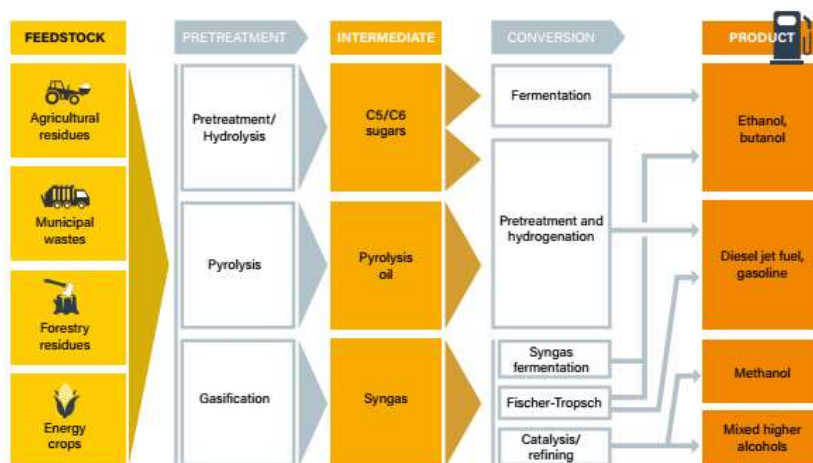 FEEDSTOCK
PRETREATMENT
INTERMEDIATE
CONVERSION
PRODUCT
Agricultural
residues
Municipal
wastes
Forestry
residues
Energy
crops
Pretreatment/
Hydrolysis
Pyrolysis
Gasification
C5/C6
sugars
Pyrolysis
oil
Syngas
Fermentation
Pretreatment and
hydrogenation
Syngas
fermentation
Fischer-Tropsch
Catalysis/
refining
Ethanol,
butanol
Diesel jet fuel,
gasoline
Methanol
Mixed higher
alcohols